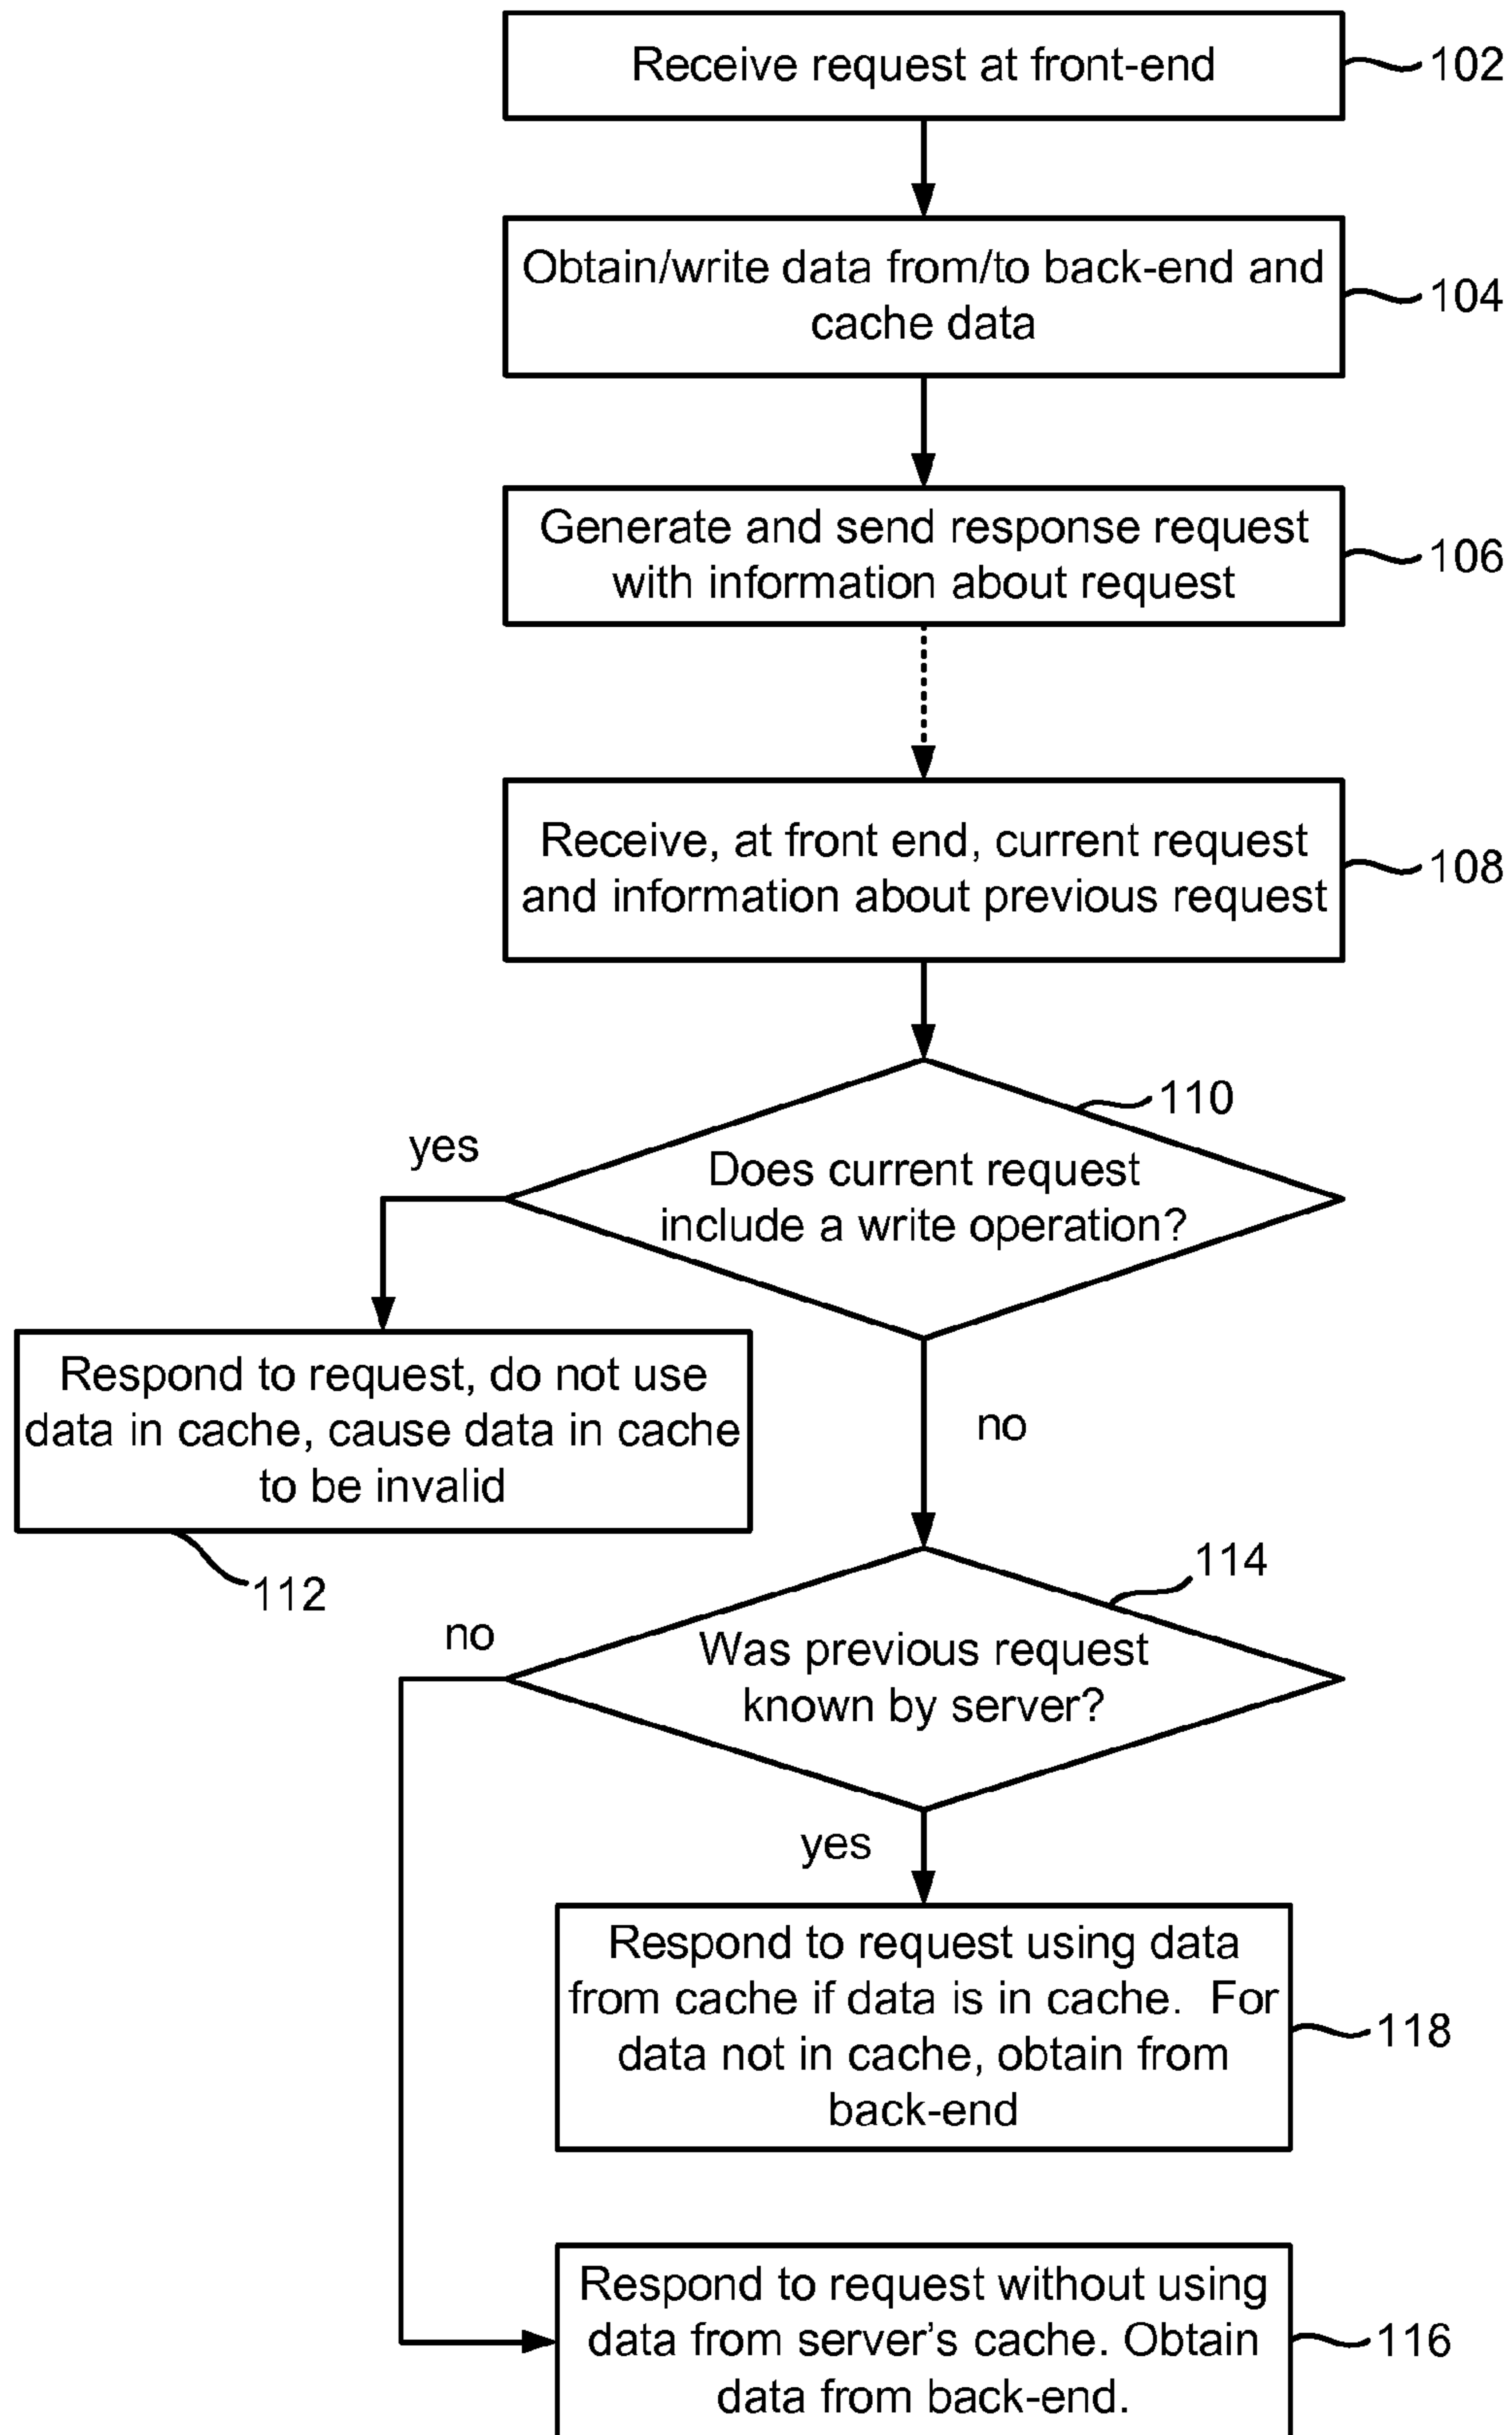 Receive request at front-end
102
Obtain/write data from/to back-end and
cache data
104
Generate and send response request
with information about request
106
Receive, at front end, current request
and information about previous request
108
110
yes
Does current request
include a write operation?
Respond to request, do not use
data in cache, cause data in cache
to be invalid
112
no
114
no
Was previous request
known by server?
yes
Respond to request using data
from cache if data is in cache.  For
data not in cache, obtain from
back-end
118
Respond to request without using
data from server's cache. Obtain
data from back-end.
116